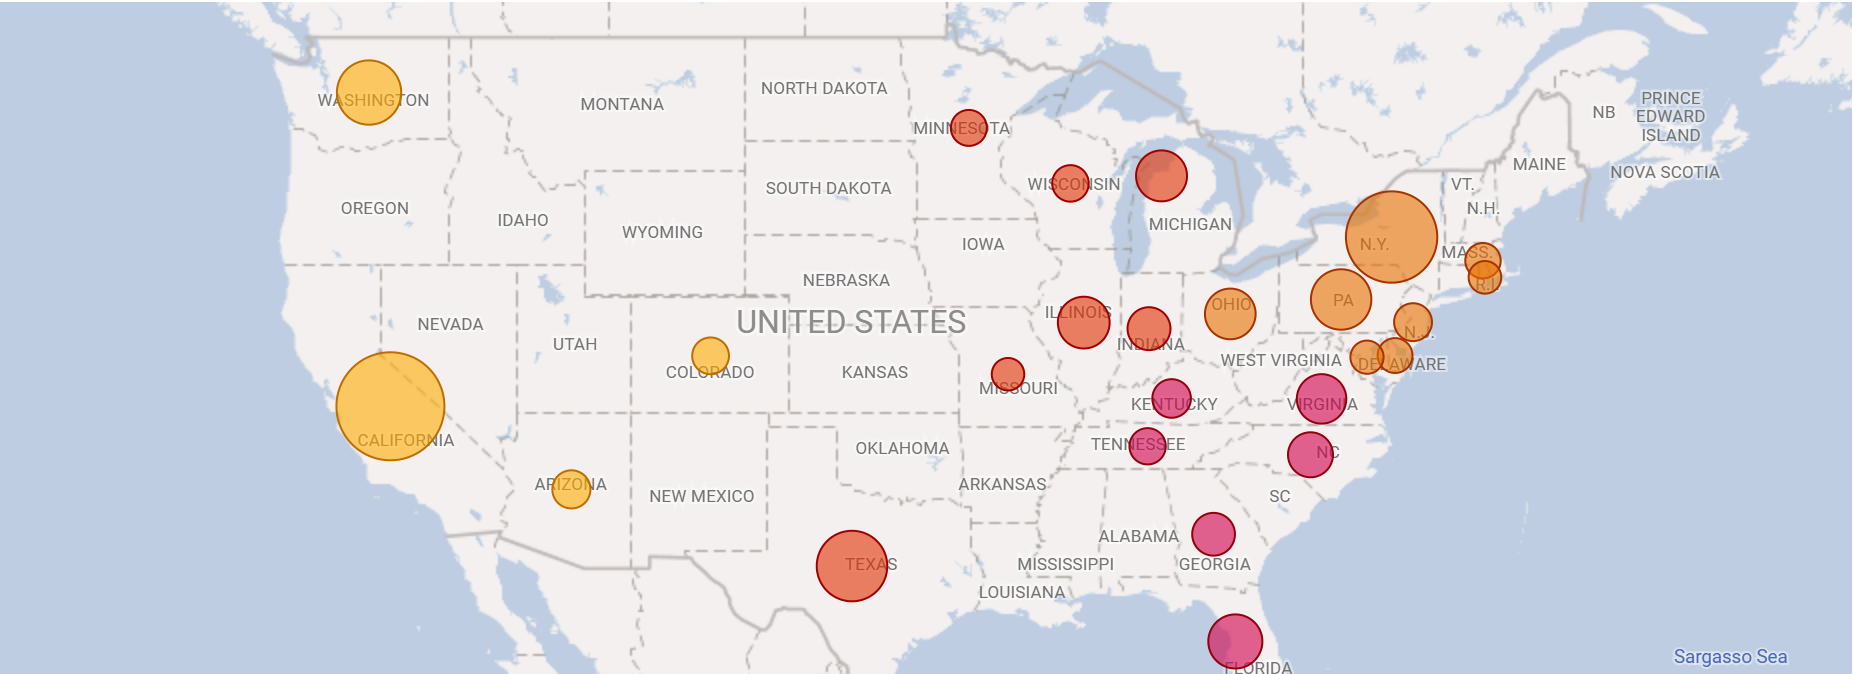 WASHINGTON
MONTANA
NORTH DAKOTA
MINNESOTA
NB
PRINCE
EDWARD
ISLAND
MAINE
NOVA SCOTIA
OREGON
IDAHO
WYOMING
SOUTH DAKOTA
WISCONSIN
MICHIGAN
VT.
N.H.
IOWA
N.Y.
MASS.
R.I.
NEBRASKA
NEVADA
UTAH
UNITED STATES
ILLINOIS
INDIANA
OHIO
PA
N.J.
COLORADO
KANSAS
MISSOURI
WEST VIRGINIA
DELAWARE
KENTUCKY
VIRGINIA
CALIFORNIA
ARIZONA
NEW MEXICO
OKLAHOMA
TENNESSEE
NC
ARKANSAS
SC
ALABAMA
MISSISSIPPI
GEORGIA
TEXAS
LOUISIANA
FLORIDA
Sargasso Sea